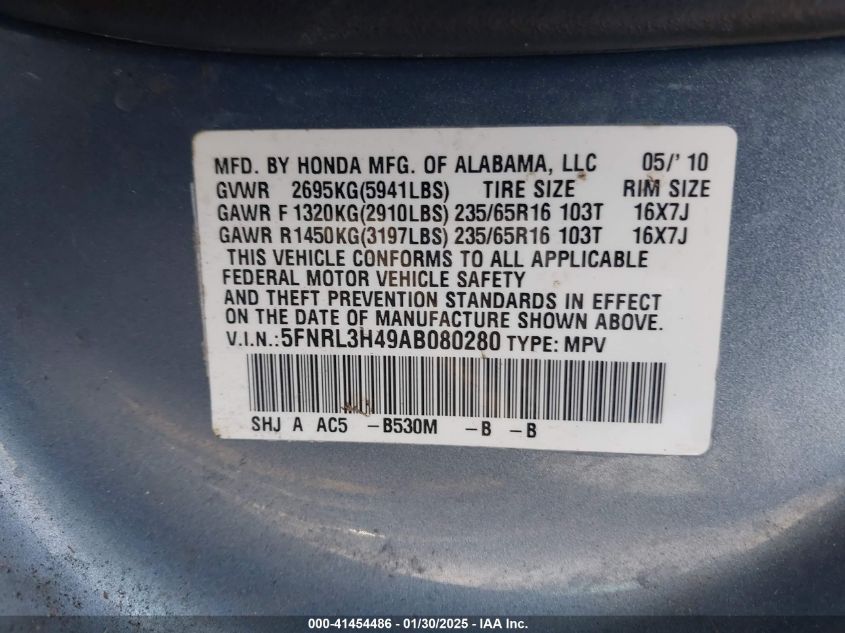 MFD. BY HONDA MFG. OF ALABAMA, LLC 05/' 10
GVWR 2695KG(5941LBS) TIRE SIZE RIM SIZE
GAWR F 1320KG(2910LBS) 235/65R16 103T 16X7J
GAWR R1450KG(3197LBS) 235/65R16 103T 16X7J
THIS VEHICLE CONFORMS TO ALL APPLICABLE
FEDERAL MOTOR VEHICLE SAFETY
AND THEFT PREVENTION STANDARDS IN EFFECT
ON THE DATE OF MANUFACTURE SHOWN ABOVE.
V.I.N.:5FNRL3H49AB080280 TYPE: MPV
SHJ A AC5 -B530M -B -B
000-41454486 - 01/30/2025 - IAA Inc.